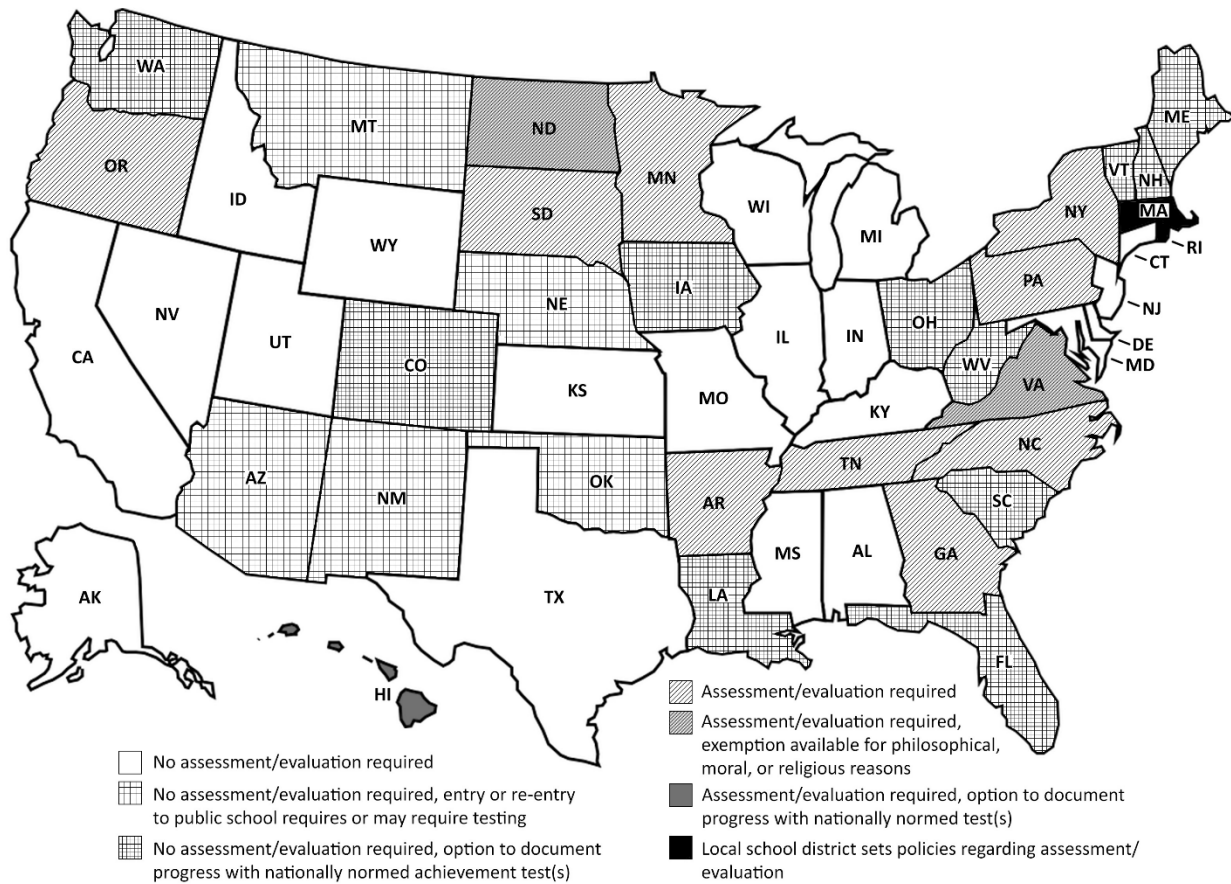 WA
MT
ND
MN
ME
VT
NH
OR
ID
SD
WI
NY
MA
RI
CT
WY
MI
PA
NJ
NE
IA
OH
DE
MD
NV
UT
IL
IN
WV
VA
CA
CO
KS
MO
KY
NC
TN
AZ
NM
OK
AR
SC
MS
AL
GA
AK
TX
LA
FL
HI
No assessment/evaluation required
No assessment/evaluation required, entry or re-entry
to public school requires or may require testing
No assessment/evaluation required, option to document
progress with nationally normed achievement test(s)
Assessment/evaluation required
Assessment/evaluation required,
exemption available for philosophical,
moral, or religious reasons
Assessment/evaluation required, option to document
progress with nationally normed test(s)
Local school district sets policies regarding assessment/
evaluation